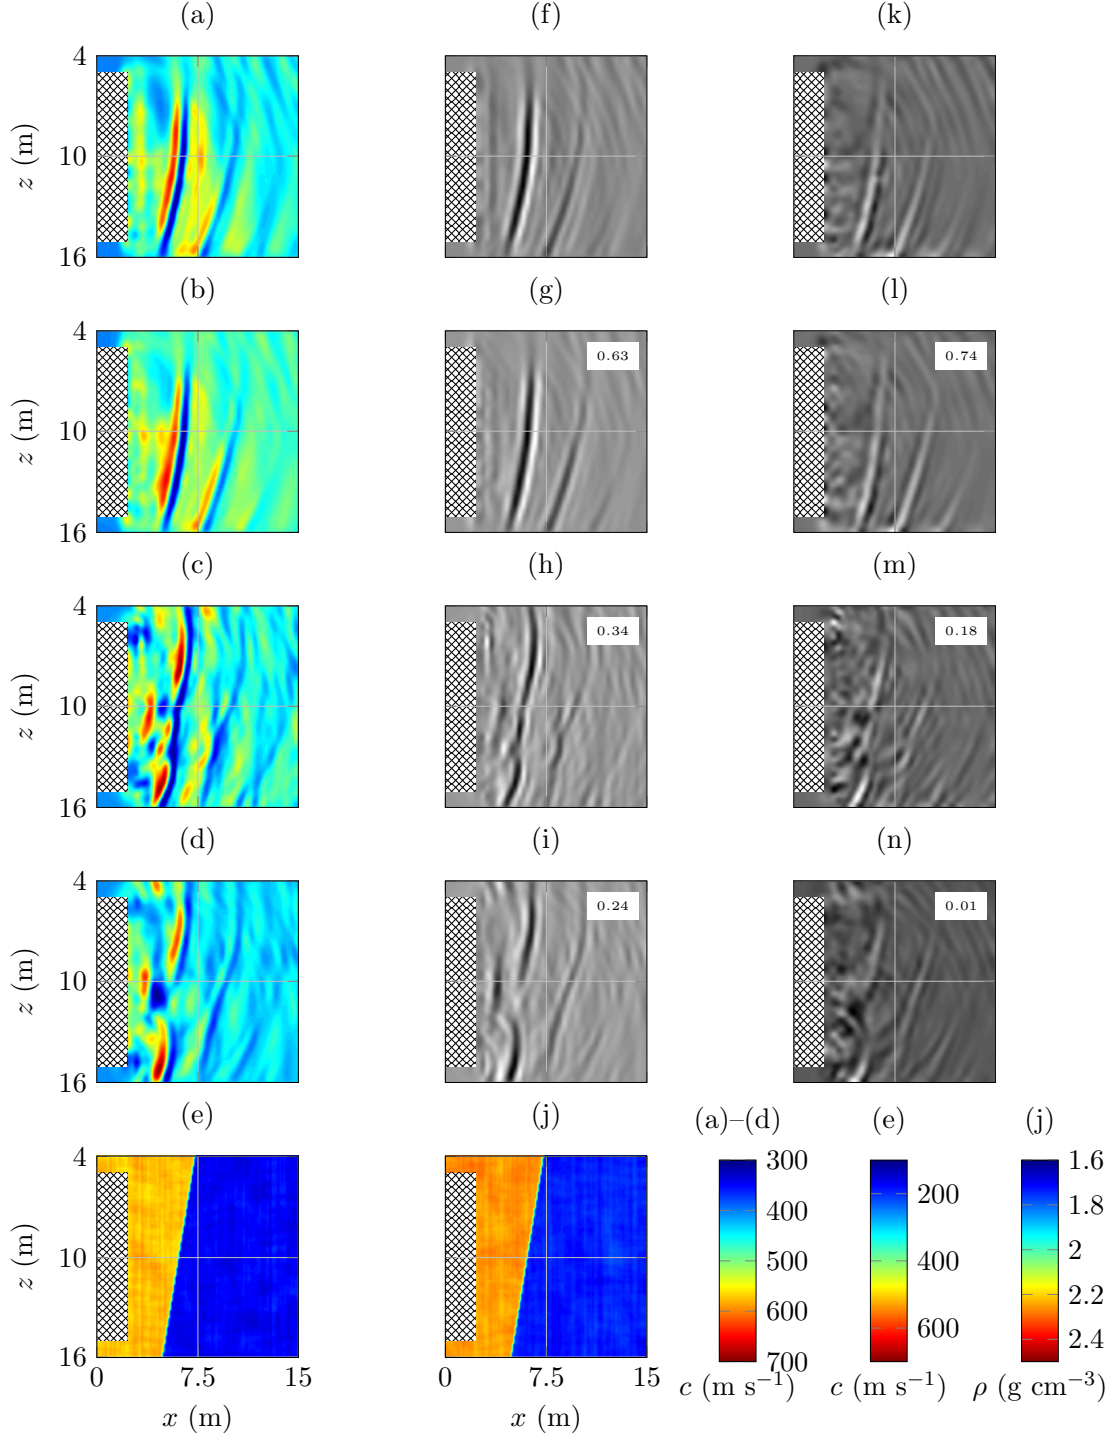 (a) (f) (k)
4
10
16
z (m)
(b) (g) (l)
4
10
16
z (m)
0.63
0.74
(c) (h) (m)
4
10
16
z (m)
0.34
0.18
(d) (i) (n)
4
10
16
z (m)
0.24
0.01
(e) (j) (a)–(d) (e) (j)
4
10
16
z (m)
0 7.5 15
x (m)
0 7.5 15
x (m)
300
400
500
600
700
c (m s⁻¹)
200
400
600
c (m s⁻¹)
1.6
1.8
2
2.2
2.4
ρ (g cm⁻³)